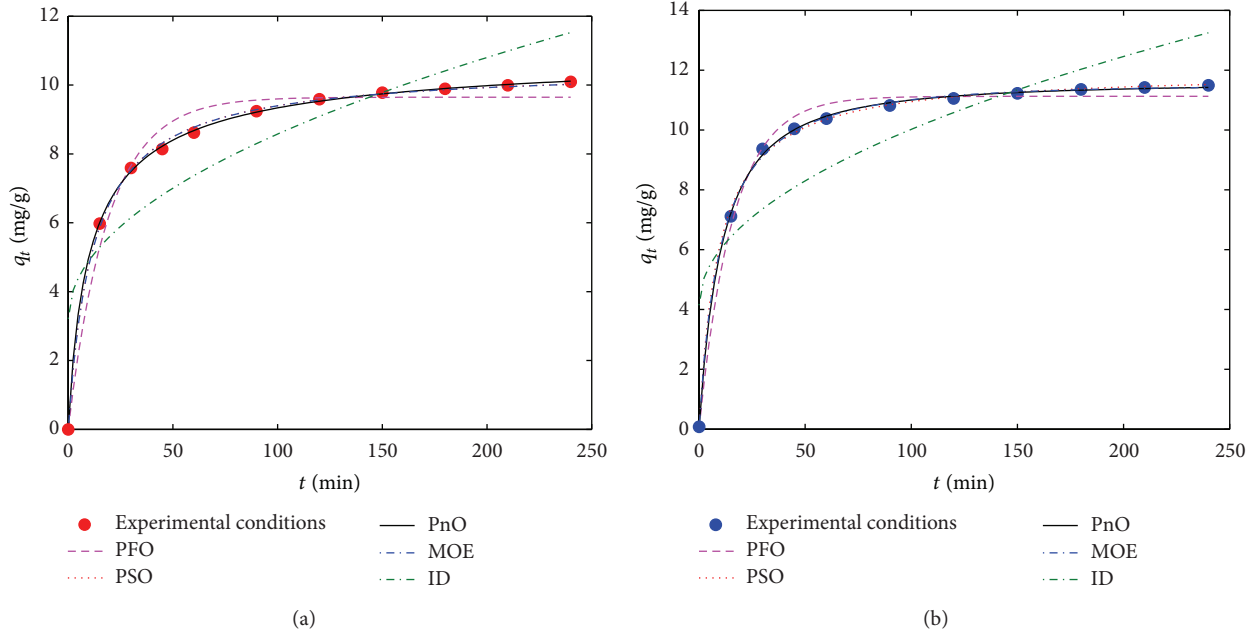 12
10
8
6
4
2
0
q_t (mg/g)
0 50 100 150 200 250
t (min)
Experimental conditions PnO
PFO MOE
PSO ID
(a)
14
12
10
8
6
4
2
0
q_t (mg/g)
0 50 100 150 200 250
t (min)
Experimental conditions PnO
PFO MOE
PSO ID
(b)